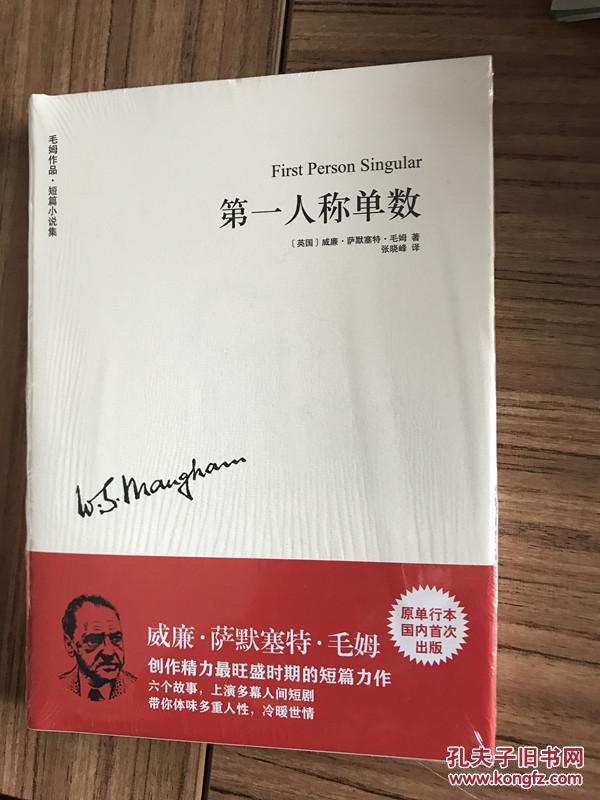 毛姆作品·短篇小说集
First Person Singular
第一人称单数
〔英国〕威廉·萨默塞特·毛姆 著
张晓峰 译
W.S.Maugham
威廉·萨默塞特·毛姆
创作精力最旺盛时期的短篇力作
六个故事，上演多幕人间短剧
带你体味多重人性，冷暖世情
原单行本
国内首次
出版
孔夫子旧书网
www.kongfz.com